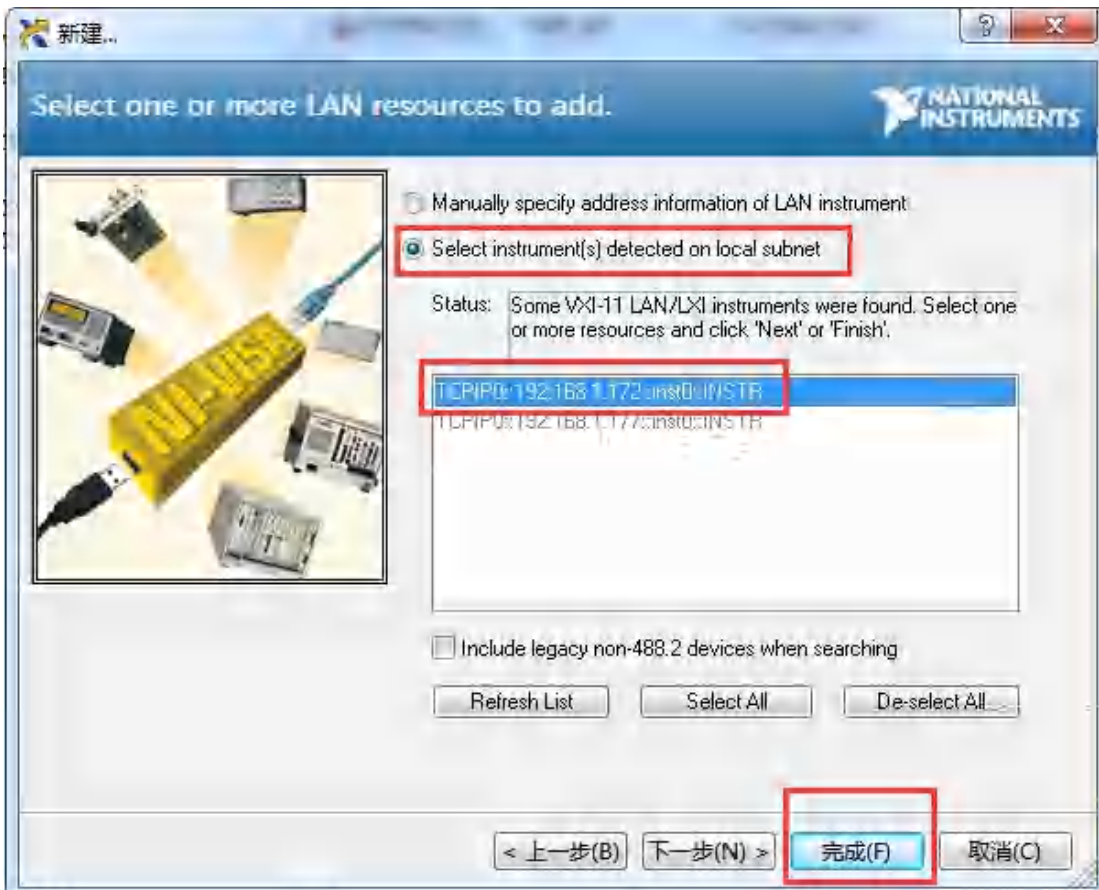 新建...
Select one or more LAN resources to add.
NATIONAL
INSTRUMENTS
Manually specify address information of LAN instrument
Select instrument(s) detected on local subnet
Status: Some VXI-11 LAN/LXI instruments were found. Select one
or more resources and click 'Next' or 'Finish'.
TCPIP0::192.168.1.172::inst0::INSTR
TCPIP0::192.168.1.177::inst0::INSTR
NI-VISA
Include legacy non-488.2 devices when searching
Refresh List
Select All
De-select All
< 上一步(B)
下一步(N) >
完成(F)
取消(C)